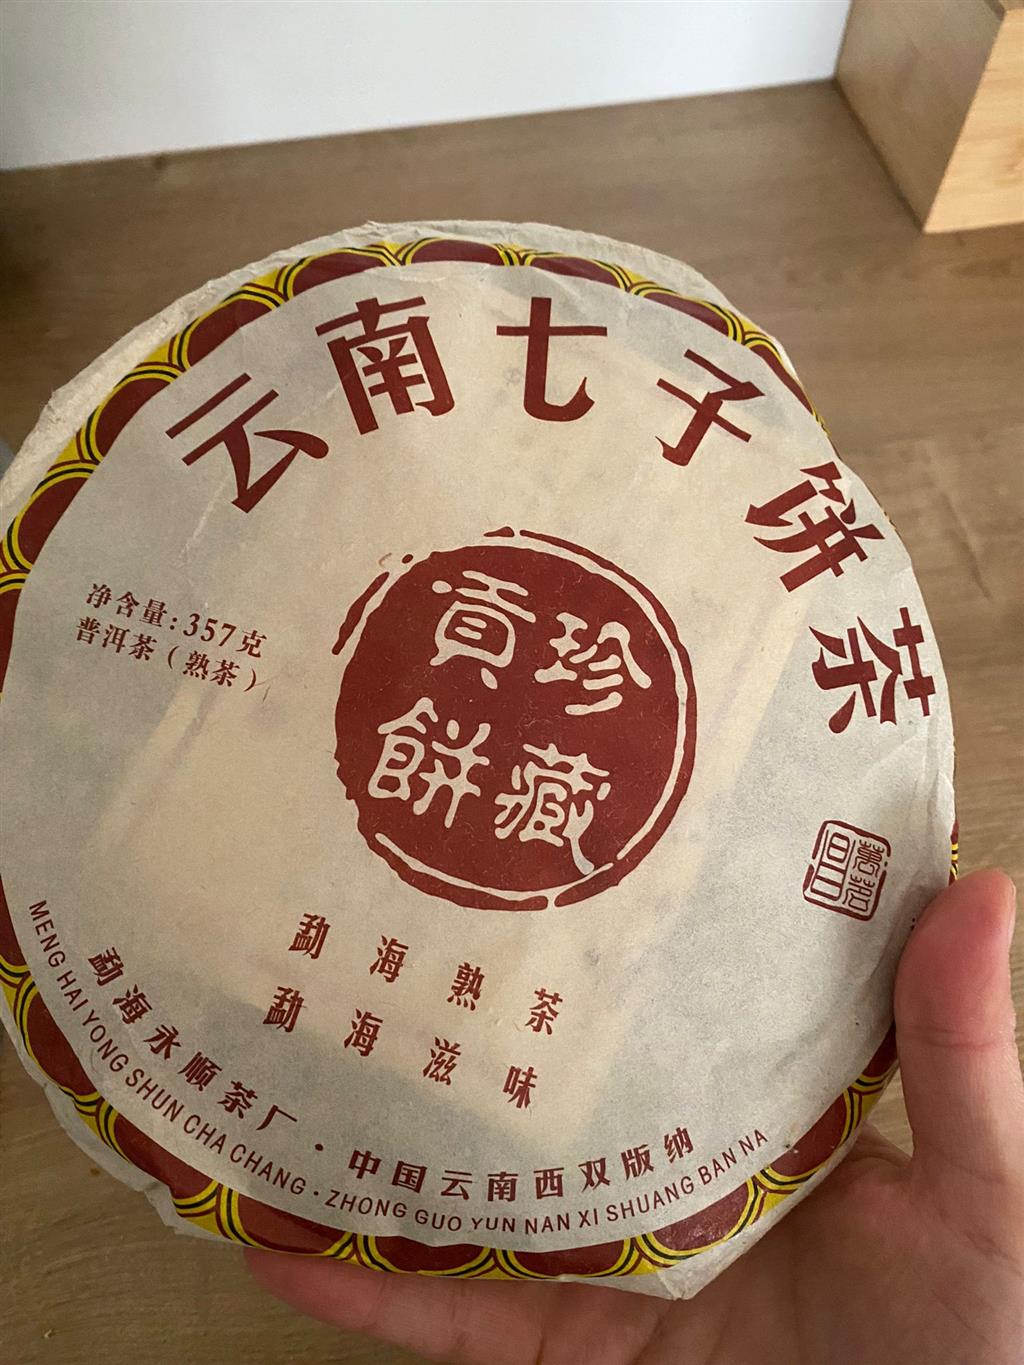 云南七子饼茶
净含量:357克
普洱茶(熟茶)
珍藏
貢餅
勐海熟茶
勐海滋味
勐海永顺茶厂·中国云南西双版纳
MENG HAI YONG SHUN CHA CHANG·ZHONG GUO YUN NAN XI SHUANG BAN NA